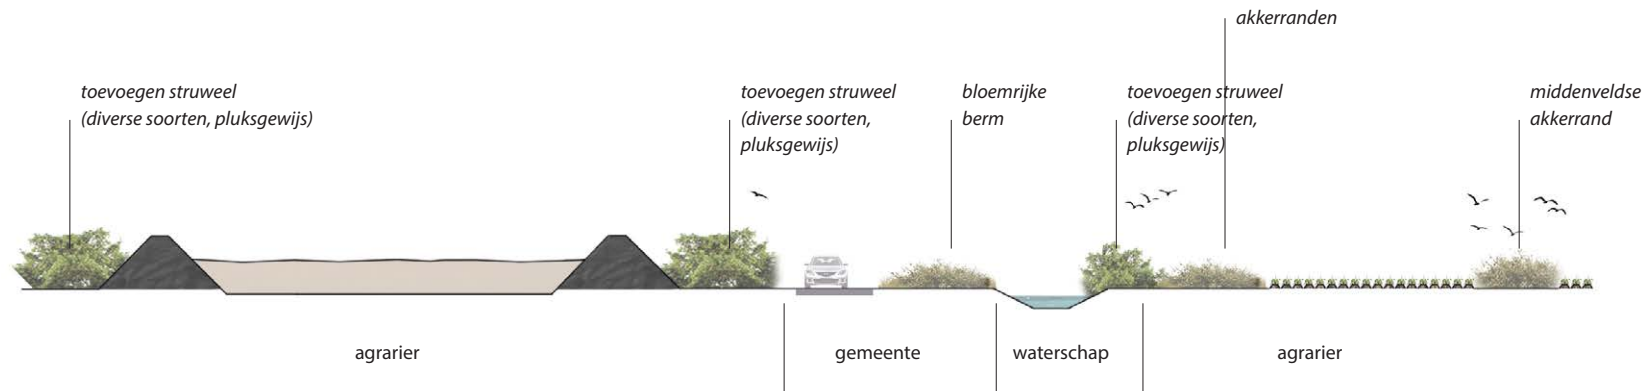 akkerranden
toevoegen struweel
(diverse soorten, pluksgewijs)
toevoegen struweel
(diverse soorten,
pluksgewijs)
bloemrijke
berm
toevoegen struweel
(diverse soorten,
pluksgewijs)
middenveldse
akkerrand
agrarier
gemeente
waterschap
agrarier